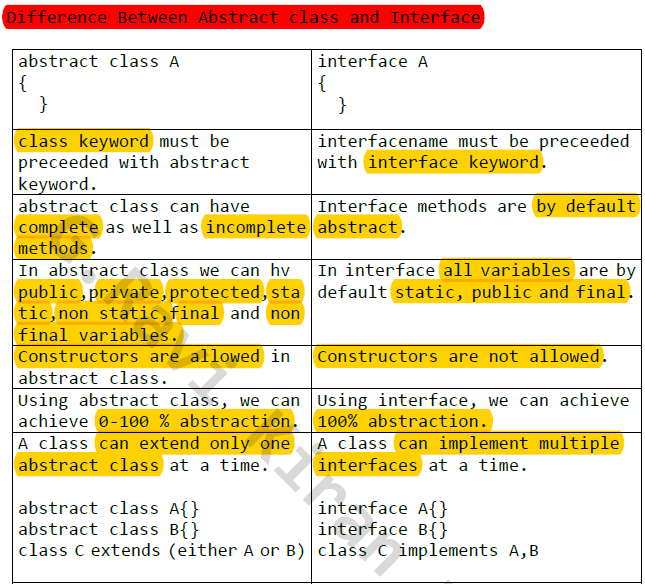 Difference Between Abstract class and Interface
abstract class A
{
}
interface A
{
}
class keyword must be
preceeded with abstract
keyword.
interfacename must be preceeded
with interface keyword.
abstract class can have
complete as well as incomplete
methods.
Interface methods are by default
abstract.
In abstract class we can hv
public,private,protected,sta
tic,non static,final and non
final variables.
In interface all variables are by
default static, public and final.
Constructors are allowed in
abstract class.
Constructors are not allowed.
Using abstract class, we can
achieve 0-100 % abstraction.
Using interface, we can achieve
100% abstraction.
A class can extend only one
abstract class at a time.
abstract class A{}
abstract class B{}
class C extends (either A or B)
A class can implement multiple
interfaces at a time.
interface A{}
interface B{}
class C implements A,B
G.Ravi Kiran